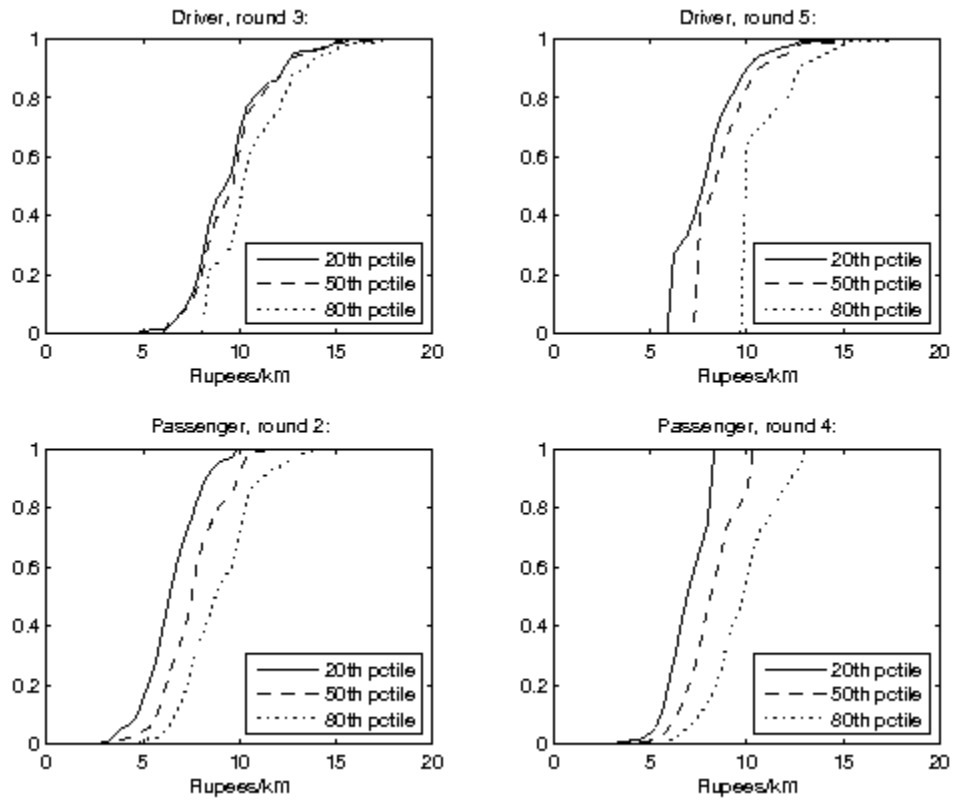 Driver, round 3:
1
0.8
0.6
0.4
0.2
0
20th pctile
50th pctile
80th pctile
0 5 10 15 20
Rupees/km
Driver, round 5:
1
0.8
0.6
0.4
0.2
0
20th pctile
50th pctile
80th pctile
0 5 10 15 20
Rupees/km
Passenger, round 2:
1
0.8
0.6
0.4
0.2
0
20th pctile
50th pctile
80th pctile
0 5 10 15 20
Rupees/km
Passenger, round 4:
1
0.8
0.6
0.4
0.2
0
20th pctile
50th pctile
80th pctile
0 5 10 15 20
Rupees/km